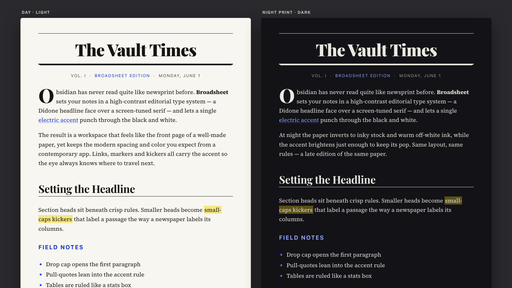 DAY · LIGHT
The Vault Times
VOL. I · BROADSHEET EDITION · MONDAY, JUNE 1
Obsidian has never read quite like newsprint before. Broadsheet
sets your notes in a high-contrast editorial type system — a
Didone headline face over a screen-tuned serif — and lets a single
electric accent punch through the black and white.
The result is a workspace that feels like the front page of a well-made
paper, yet keeps the modern spacing and color you expect from a
contemporary app. Links, markers and kickers all carry the accent so
the eye always knows where to travel next.
Setting the Headline
Section heads sit beneath crisp rules. Smaller heads become small-
caps kickers that label a passage the way a newspaper labels its
columns.
FIELD NOTES
• Drop cap opens the first paragraph
• Pull-quotes lean into the accent rule
• Tables are ruled like a stats box
NIGHT PRINT · DARK
The Vault Times
VOL. I · BROADSHEET EDITION · MONDAY, JUNE 1
Obsidian has never read quite like newsprint before. Broadsheet
sets your notes in a high-contrast editorial type system — a
Didone headline face over a screen-tuned serif — and lets a single
electric accent punch through the black and white.
At night the paper inverts to inky stock and warm off-white ink, while
the accent brightens just enough to keep its pop. Same layout, same
rules — a late edition of the same paper.
Setting the Headline
Section heads sit beneath crisp rules. Smaller heads become small-
caps kickers that label a passage the way a newspaper labels its
columns.
FIELD NOTES
• Drop cap opens the first paragraph
• Pull-quotes lean into the accent rule
• Tables are ruled like a stats box